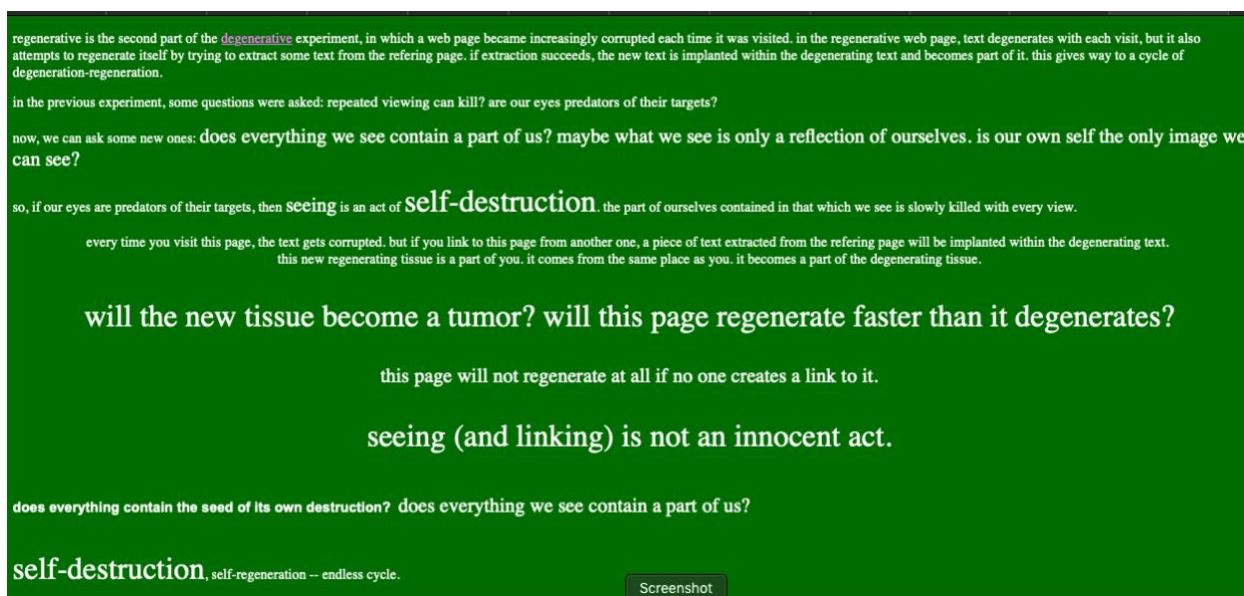 regenerative is the second part of the degenerative experiment, in which a web page became increasingly corrupted each time it was visited. in the regenerative web page, text degenerates with each visit, but it also
attempts to regenerate itself by trying to extract some text from the refering page. if extraction succeeds, the new text is implanted within the degenerating text and becomes part of it. this gives way to a cycle of
degeneration-regeneration.
in the previous experiment, some questions were asked: repeated viewing can kill? are our eyes predators of their targets?
now, we can ask some new ones: does everything we see contain a part of us? maybe what we see is only a reflection of ourselves. is our own self the only image we
can see?
so, if our eyes are predators of their targets, then seeing is an act of self-destruction. the part of ourselves contained in that which we see is slowly killed with every view.
every time you visit this page, the text gets corrupted. but if you link to this page from another one, a piece of text extracted from the refering page will be implanted within the degenerating text.
this new regenerating tissue is a part of you. it comes from the same place as you. it becomes a part of the degenerating tissue.
will the new tissue become a tumor? will this page regenerate faster than it degenerates?
this page will not regenerate at all if no one creates a link to it.
seeing (and linking) is not an innocent act.
does everything contain the seed of its own destruction? does everything we see contain a part of us?
self-destruction, self-regeneration -- endless cycle.
Screenshot